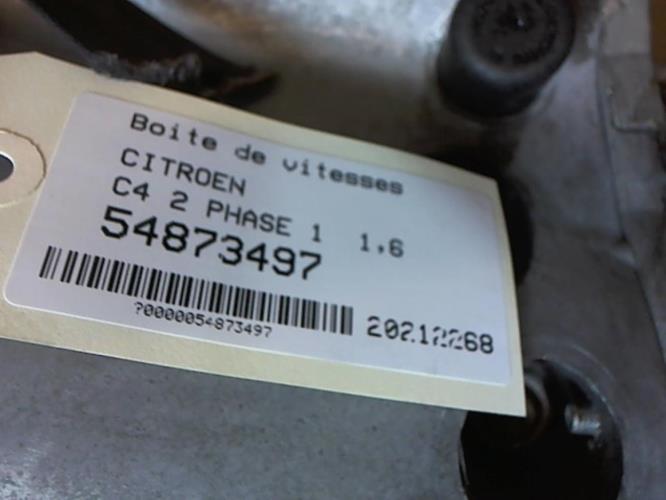 Boite de vitesses
CITROEN
C4 2 PHASE 1 1,6
54873497
?0000054873497
20212268